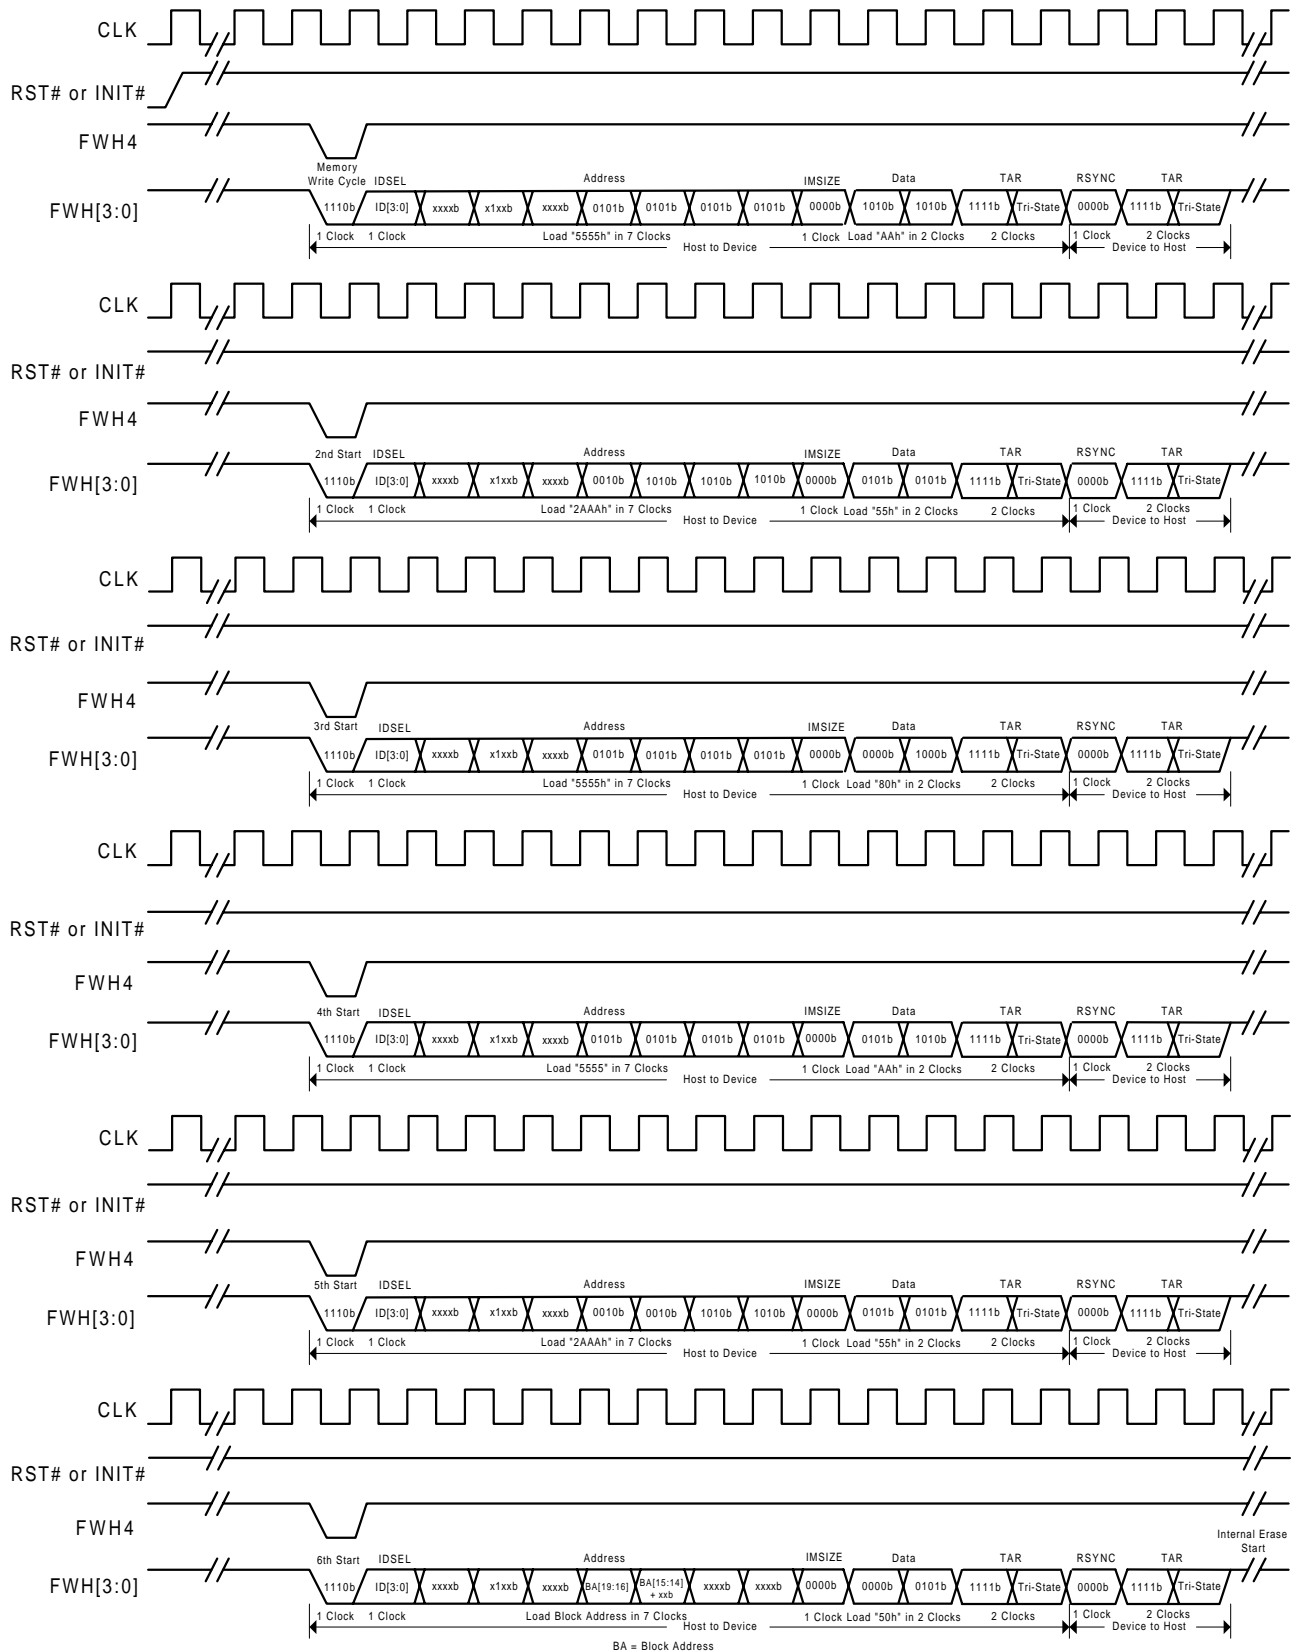 CLK
RST# or INIT#
FWH4
Memory
Write Cycle IDSEL Address IMSIZE Data TAR RSYNC TAR
FWH[3:0] 1110b ID[3:0] xxxxb x1xxb xxxxb 0101b 0101b 0101b 0101b 0000b 1010b 1010b 1111b Tri-State 0000b 1111b Tri-State
1 Clock 1 Clock Load "5555h" in 7 Clocks 1 Clock Load "AAh" in 2 Clocks 2 Clocks 1 Clock 2 Clocks
Host to Device Device to Host
CLK
RST# or INIT#
FWH4
2nd Start IDSEL Address IMSIZE Data TAR RSYNC TAR
FWH[3:0] 1110b ID[3:0] xxxxb x1xxb xxxxb 0010b 1010b 1010b 1010b 0000b 0101b 0101b 1111b Tri-State 0000b 1111b Tri-State
1 Clock 1 Clock Load "2AAAh" in 7 Clocks 1 Clock Load "55h" in 2 Clocks 2 Clocks 1 Clock 2 Clocks
Host to Device Device to Host
CLK
RST# or INIT#
FWH4
3rd Start IDSEL Address IMSIZE Data TAR RSYNC TAR
FWH[3:0] 1110b ID[3:0] xxxxb x1xxb xxxxb 0101b 0101b 0101b 0101b 0000b 0000b 1000b 1111b Tri-State 0000b 1111b Tri-State
1 Clock 1 Clock Load "5555h" in 7 Clocks 1 Clock Load "80h" in 2 Clocks 2 Clocks 1 Clock 2 Clocks
Host to Device Device to Host
CLK
RST# or INIT#
FWH4
4th Start IDSEL Address IMSIZE Data TAR RSYNC TAR
FWH[3:0] 1110b ID[3:0] xxxxb x1xxb xxxxb 0101b 0101b 0101b 0101b 0000b 0101b 1010b 1111b Tri-State 0000b 1111b Tri-State
1 Clock 1 Clock Load "5555" in 7 Clocks 1 Clock Load "AAh" in 2 Clocks 2 Clocks 1 Clock 2 Clocks
Host to Device Device to Host
CLK
RST# or INIT#
FWH4
5th Start IDSEL Address IMSIZE Data TAR RSYNC TAR
FWH[3:0] 1110b ID[3:0] xxxxb x1xxb xxxxb 0010b 0010b 1010b 1010b 0000b 0101b 0101b 1111b Tri-State 0000b 1111b Tri-State
1 Clock 1 Clock Load "2AAAh" in 7 Clocks 1 Clock Load "55h" in 2 Clocks 2 Clocks 1 Clock 2 Clocks
Host to Device Device to Host
CLK
RST# or INIT#
FWH4
Internal Erase
Start
6th Start IDSEL Address IMSIZE Data TAR RSYNC TAR
FWH[3:0] 1110b ID[3:0] xxxxb x1xxb xxxxb BA[19:16] BA[15:14] + xxb xxxxb xxxxb 0000b 0000b 0101b 1111b Tri-State 0000b 1111b Tri-State
1 Clock 1 Clock Load Block Address in 7 Clocks 1 Clock Load "50h" in 2 Clocks 2 Clocks 1 Clock 2 Clocks
Host to Device Device to Host
BA = Block Address